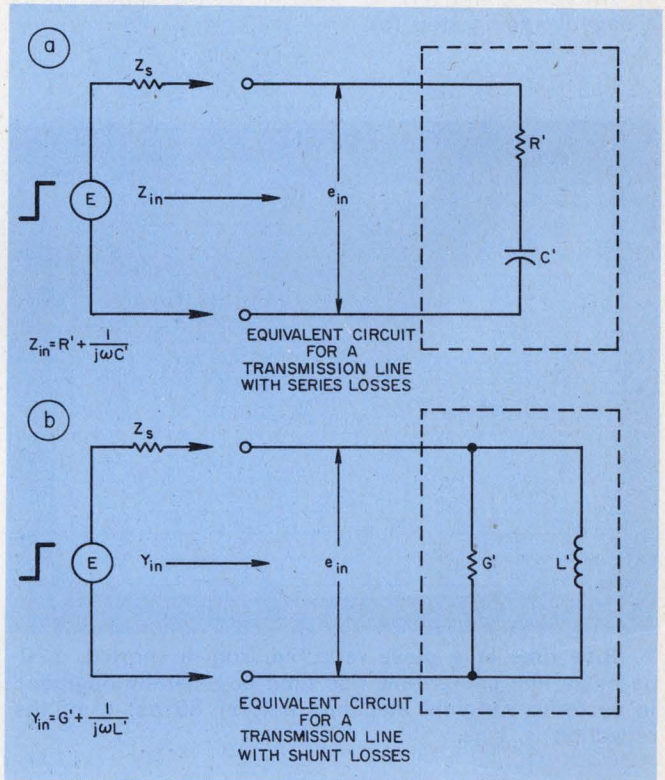 a
Zs
E
Zin
ein
R'
C'
Zin = R' + 1/jωC'
EQUIVALENT CIRCUIT
FOR A
TRANSMISSION LINE
WITH SERIES LOSSES
b
Zs
E
Yin
ein
G'
L'
Yin = G' + 1/jωL'
EQUIVALENT CIRCUIT
FOR A
TRANSMISSION LINE
WITH SHUNT LOSSES